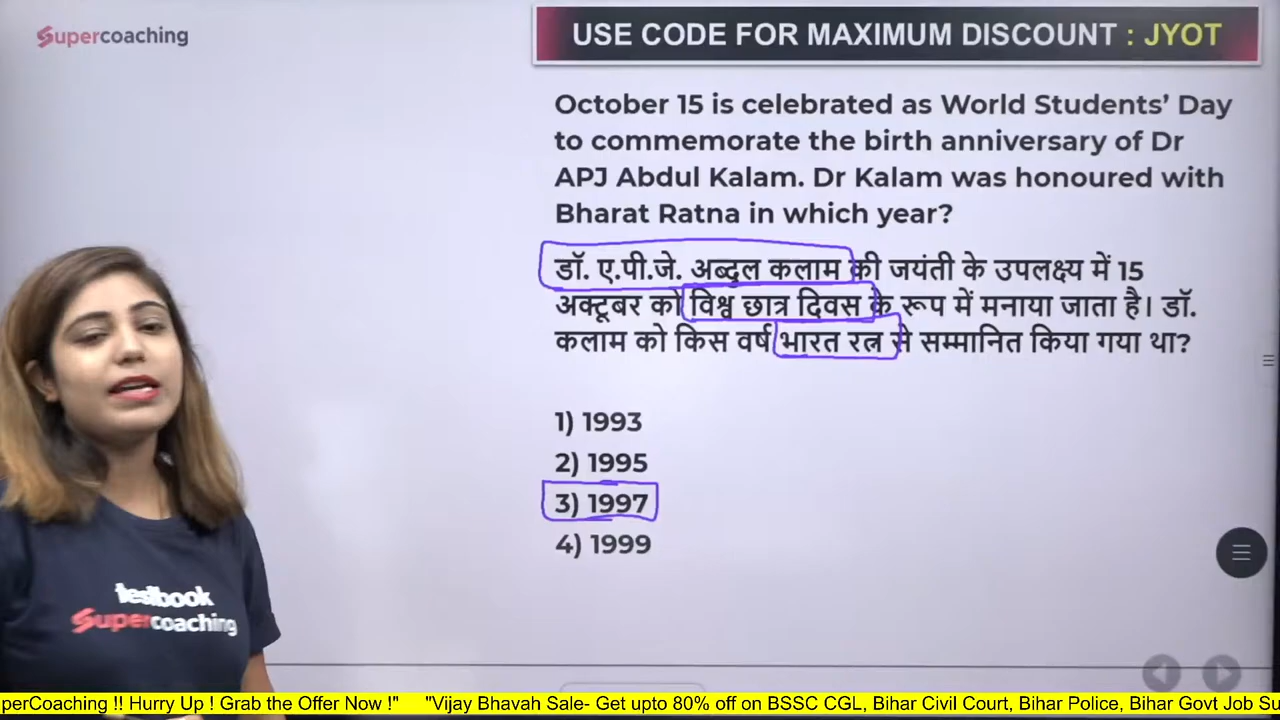 Supercoaching
USE CODE FOR MAXIMUM DISCOUNT : JYOT
October 15 is celebrated as World Students' Day
to commemorate the birth anniversary of Dr
APJ Abdul Kalam. Dr Kalam was honoured with
Bharat Ratna in which year?
डॉ. ए.पी.जे. अब्दुल कलाम की जयंती के उपलक्ष्य में 15
अक्टूबर को विश्व छात्र दिवस के रूप में मनाया जाता है। डॉ.
कलाम को किस वर्ष भारत रत्न से सम्मानित किया गया था?
1) 1993
2) 1995
3) 1997
4) 1999
testbook
Supercoaching
perCoaching !! Hurry Up ! Grab the Offer Now !" "Vijay Bhavah Sale- Get upto 80% off on BSSC CGL, Bihar Civil Court, Bihar Police, Bihar Govt Job Su